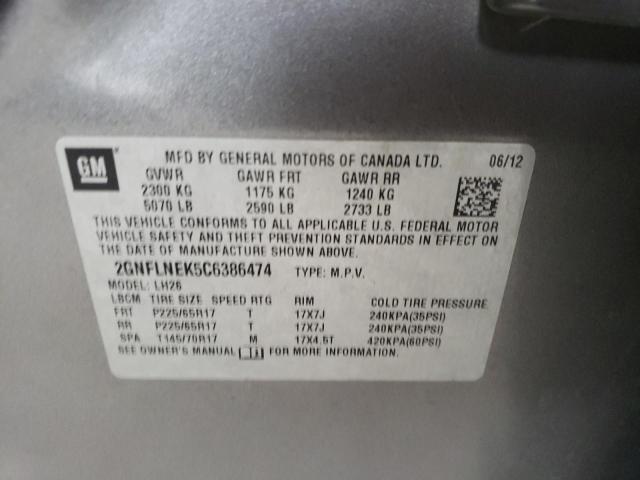 GM MFD BY GENERAL MOTORS OF CANADA LTD. 06/12
GVWR GAWR FRT GAWR RR
2300 KG 1175 KG 1240 KG
5070 LB 2590 LB 2733 LB
THIS VEHICLE CONFORMS TO ALL APPLICABLE U.S. FEDERAL MOTOR
VEHICLE SAFETY AND THEFT PREVENTION STANDARDS IN EFFECT ON
THE DATE OF MANUFACTURE SHOWN ABOVE.
2GNFLNEK5C6386474 TYPE: M.P.V.
MODEL: LH26
LBCM TIRE SIZE SPEED RTG RIM COLD TIRE PRESSURE
FRT P225/65R17 T 17X7J 240KPA(35PSI)
RR P225/65R17 T 17X7J 240KPA(35PSI)
SPA T145/70R17 M 17X4.5T 420KPA(60PSI)
SEE OWNER'S MANUAL FOR MORE INFORMATION.